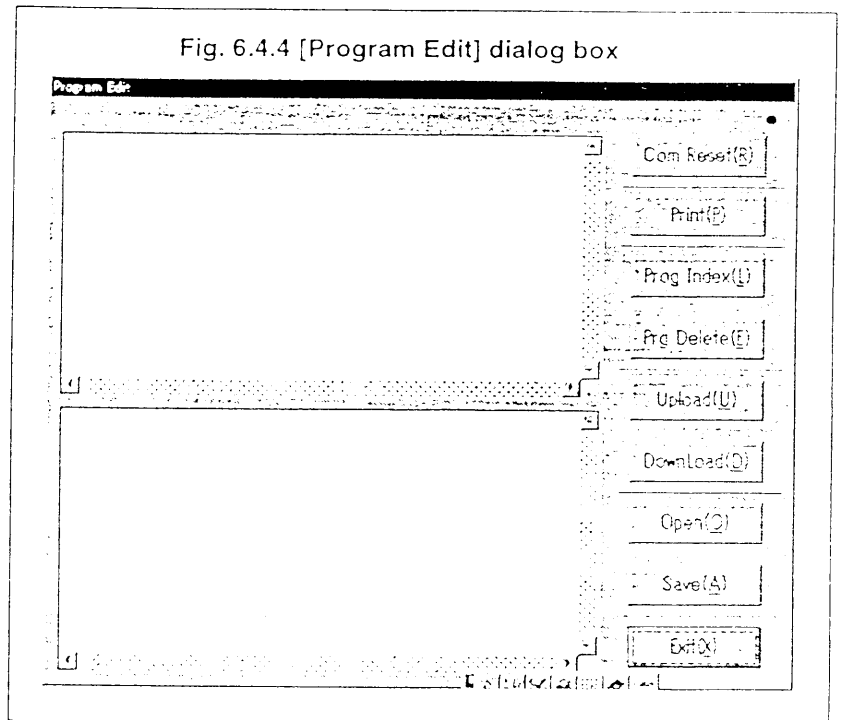 Fig. 6.4.4 [Program Edit] dialog box
Program Edit
Com Reset(R)
Print(P)
Prog Index(L)
Prg Delete(E)
Upload(U)
DownLoad(D)
Open(O)
Save(A)
Exit(X)